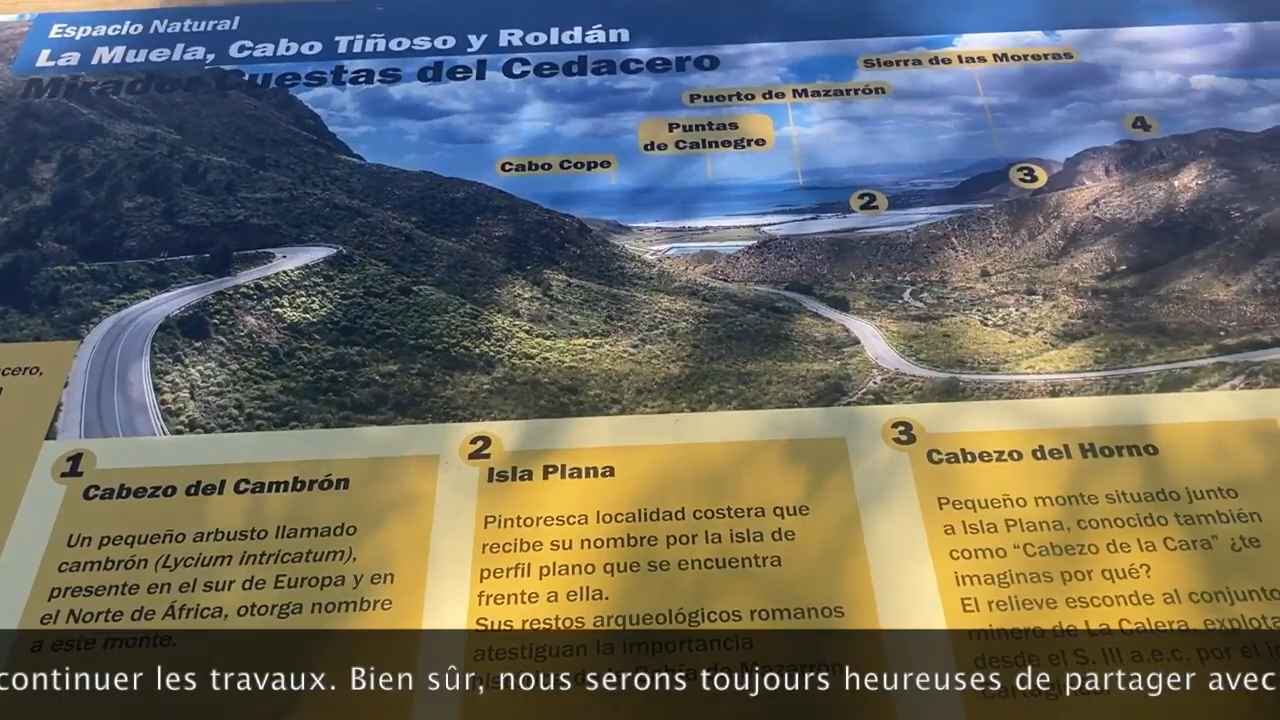 Espacio Natural
La Muela, Cabo Tiñoso y Roldán
Mirador Cuestas del Cedacero
Sierra de las Moreras
Puerto de Mazarrón
Puntas
de Calnegre
Cabo Cope
4
3
2
cero,
1
Cabezo del Cambrón
Un pequeño arbusto llamado
cambrón (Lycium intricatum),
presente en el sur de Europa y en
el Norte de África, otorga nombre
a este monte.
2
Isla Plana
Pintoresca localidad costera que
recibe su nombre por la isla de
perfil plano que se encuentra
frente a ella.
Sus restos arqueológicos romanos
atestiguan la importancia
de la Bahía de Mazarrón
3
Cabezo del Horno
Pequeño monte situado junto
a Isla Plana, conocido también
como “Cabezo de la Cara” ¿te
imaginas por qué?
El relieve esconde al conjunto
minero de La Calera, explota
desde el S. III a.e.c. por el i
continuer les travaux. Bien sûr, nous serons toujours heureuses de partager avec